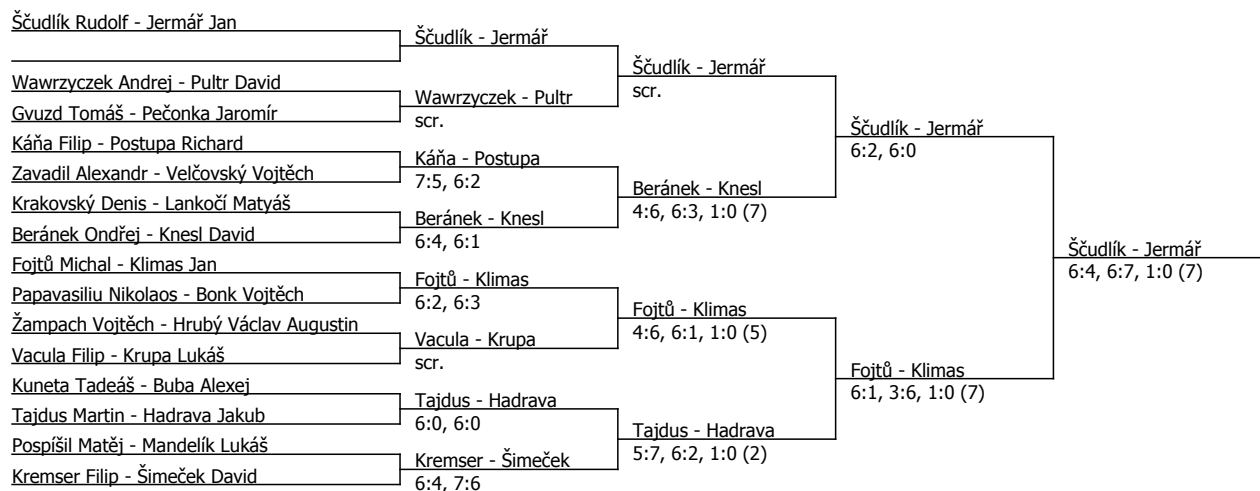 Ščudlík Rudolf - Jermář Jan
Wawrzyczek Andrej - Pultr David
Gvuzd Tomáš - Pečonka Jaromír
Káňa Filip - Postupa Richard
Zavadil Alexandr - Velčovský Vojtěch
Krakovský Denis - Lankočí Matyáš
Beránek Ondřej - Knesl David
Fojtů Michal - Klimas Jan
Papavasiliu Nikolaos - Bonk Vojtěch
Žampach Vojtěch - Hrubý Václav Augustin
Vacula Filip - Krupa Lukáš
Kuneta Tadeáš - Buba Alexej
Tajdus Martin - Hadrava Jakub
Pospíšil Matěj - Mandelík Lukáš
Kremser Filip - Šimeček David
Ščudlík - Jermář
Wawrzyczek - Pultr
scr.
Káňa - Postupa
7:5, 6:2
Beránek - Knesl
6:4, 6:1
Fojtů - Klimas
6:2, 6:3
Vacula - Krupa
scr.
Tajdus - Hadrava
6:0, 6:0
Kremser - Šimeček
6:4, 7:6
Ščudlík - Jermář
scr.
Beránek - Knesl
4:6, 6:3, 1:0 (7)
Fojtů - Klimas
4:6, 6:1, 1:0 (5)
Tajdus - Hadrava
5:7, 6:2, 1:0 (2)
Ščudlík - Jermář
6:2, 6:0
Fojtů - Klimas
6:1, 3:6, 1:0 (7)
Ščudlík - Jermář
6:4, 6:7, 1:0 (7)